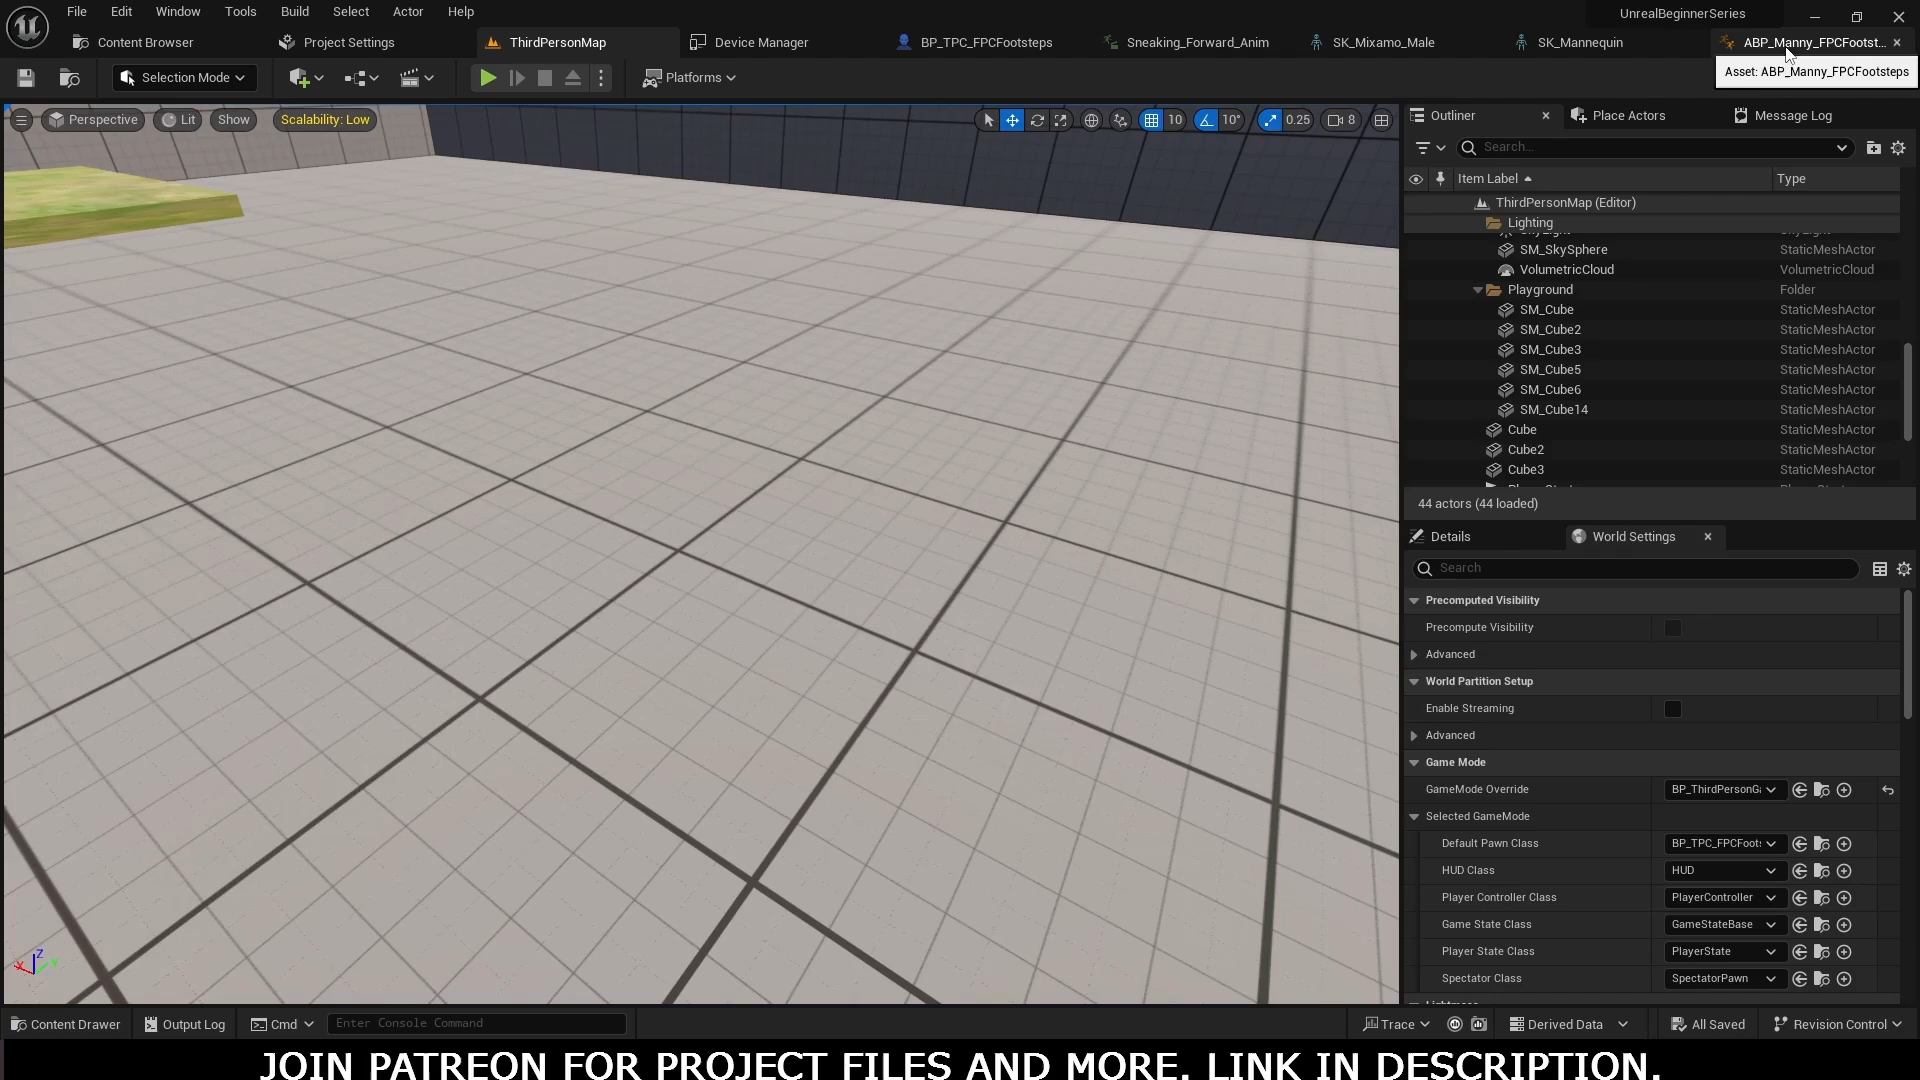 File Edit Window Tools Build Select Actor Help
UnrealBeginnerSeries
Content Browser Project Settings ThirdPersonMap Device Manager BP_TPC_FPCFootsteps Sneaking_Forward_Anim SK_Mixamo_Male SK_Mannequin ABP_Manny_FPCFootst...
Selection Mode Platforms
Asset: ABP_Manny_FPCFootsteps
Perspective Lit Show Scalability: Low 10 10° 0.25 8
Outliner Place Actors Message Log
Search...
Item Label Type
ThirdPersonMap (Editor)
Lighting
SM_SkySphere StaticMeshActor
VolumetricCloud VolumetricCloud
Playground Folder
SM_Cube StaticMeshActor
SM_Cube2 StaticMeshActor
SM_Cube3 StaticMeshActor
SM_Cube5 StaticMeshActor
SM_Cube6 StaticMeshActor
SM_Cube14 StaticMeshActor
Cube StaticMeshActor
Cube2 StaticMeshActor
Cube3 StaticMeshActor
44 actors (44 loaded)
Details World Settings
Search
Precomputed Visibility
Precompute Visibility
Advanced
World Partition Setup
Enable Streaming
Advanced
Game Mode
GameMode Override BP_ThirdPersonGa
Selected GameMode
Default Pawn Class BP_TPC_FPCFoots
HUD Class HUD
Player Controller Class PlayerController
Game State Class GameStateBase
Player State Class PlayerState
Spectator Class SpectatorPawn
Z
X Y
Content Drawer Output Log Cmd Enter Console Command Trace Derived Data All Saved Revision Control
JOIN PATREON FOR PROJECT FILES AND MORE. LINK IN DESCRIPTION.